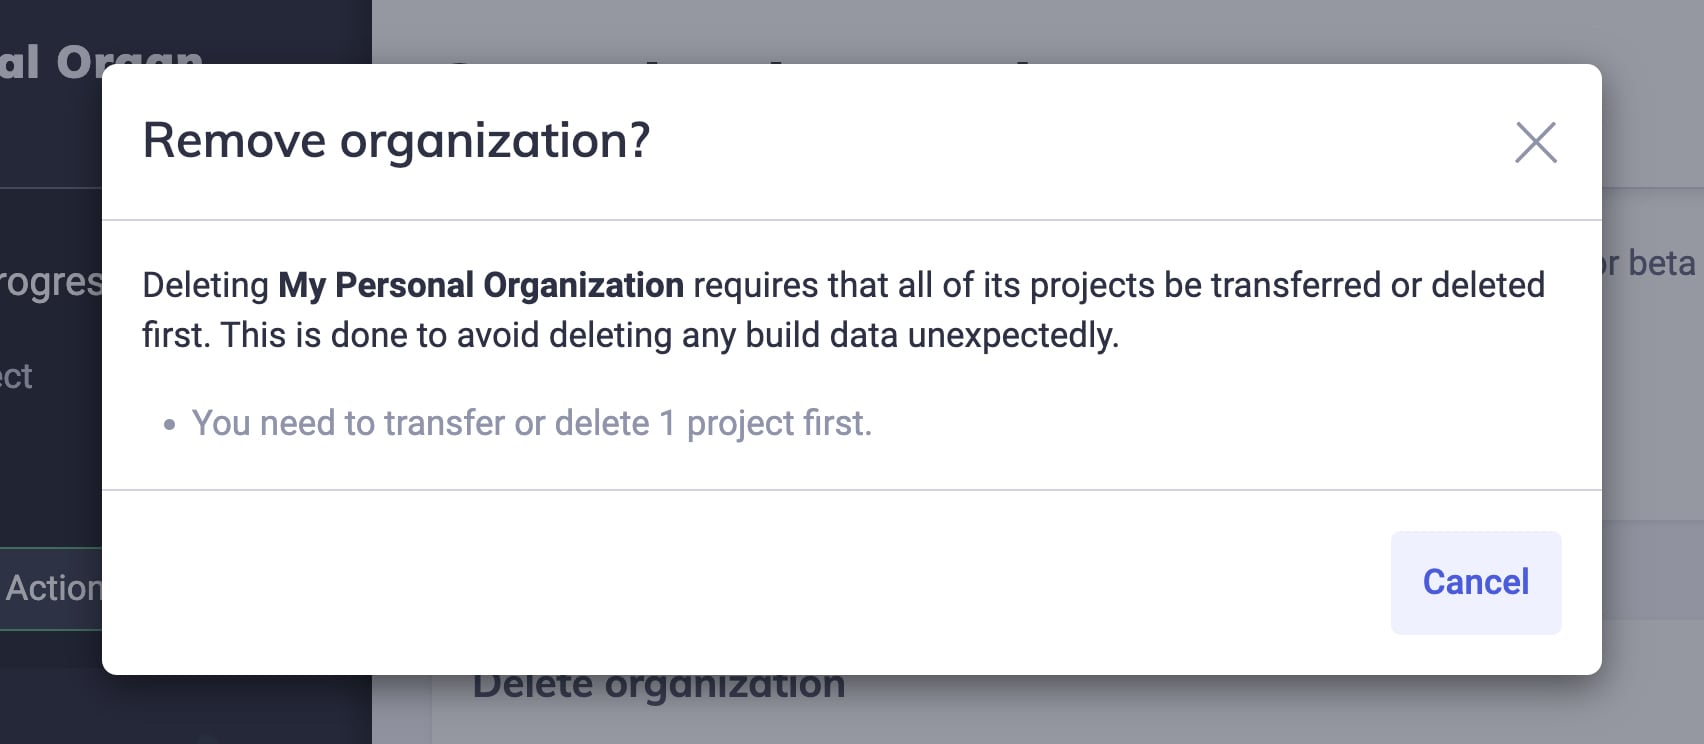 al Organ
Remove organization?
Deleting My Personal Organization requires that all of its projects be transferred or deleted
first. This is done to avoid deleting any build data unexpectedly.
or beta
rogres
ect
• You need to transfer or delete 1 project first.
Action
Cancel
Delete organization